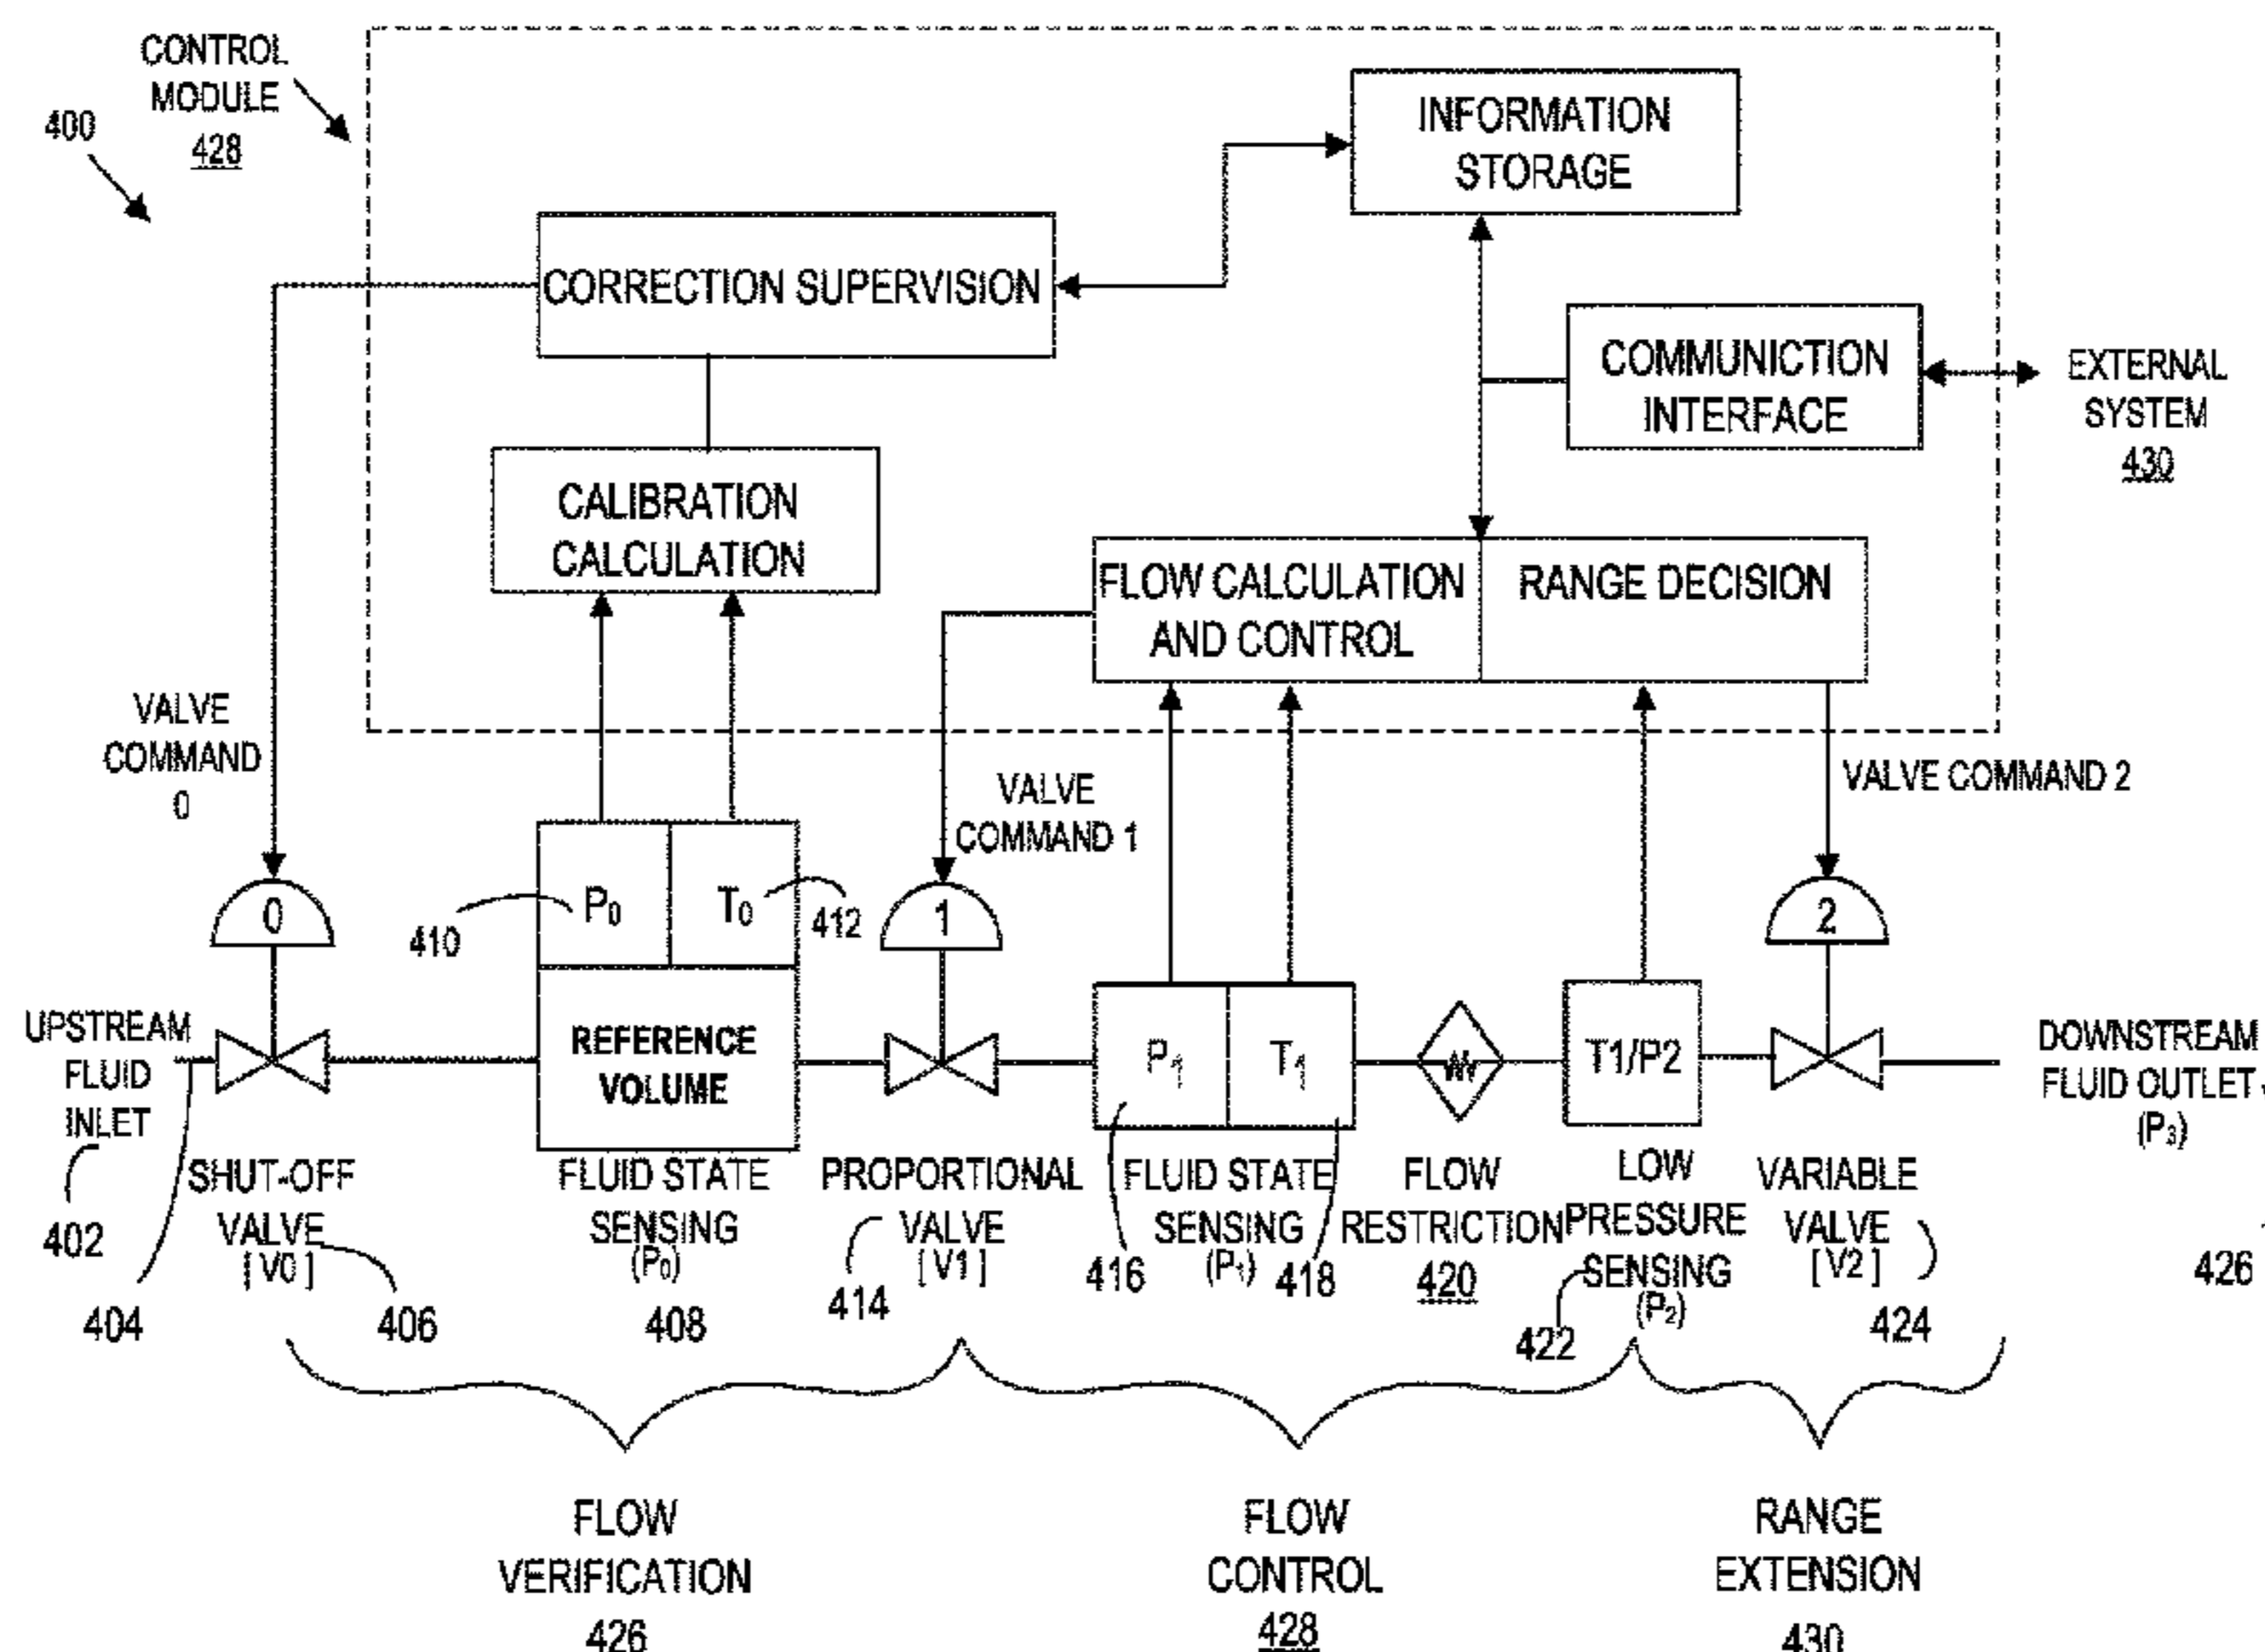 CONTROL
MODULE
428
400
INFORMATION
STORAGE
CORRECTION SUPERVISION
COMMUNICTION
INTERFACE
EXTERNAL
SYSTEM
430
CALIBRATION
CALCULATION
FLOW CALCULATION
AND CONTROL
RANGE DECISION
VALVE
COMMAND
0
VALVE
COMMAND 1
VALVE COMMAND 2
0
410
P₀
T₀
412
1
2
UPSTREAM
FLUID
INLET
402
404
REFERENCE
VOLUME
P₁
T₁
T1/P2
DOWNSTREAM
FLUID OUTLET
(P₃)
426
SHUT-OFF
VALVE
[ V0 ]
406
FLUID STATE
SENSING
(P₀)
408
PROPORTIONAL
VALVE
[ V1 ]
414
FLUID STATE
SENSING
(P₁)
416
418
FLOW
RESTRICTION
420
LOW
PRESSURE
SENSING
(P₂)
422
VARIABLE
VALVE
[ V2 ]
424
FLOW
VERIFICATION
426
FLOW
CONTROL
428
RANGE
EXTENSION
430